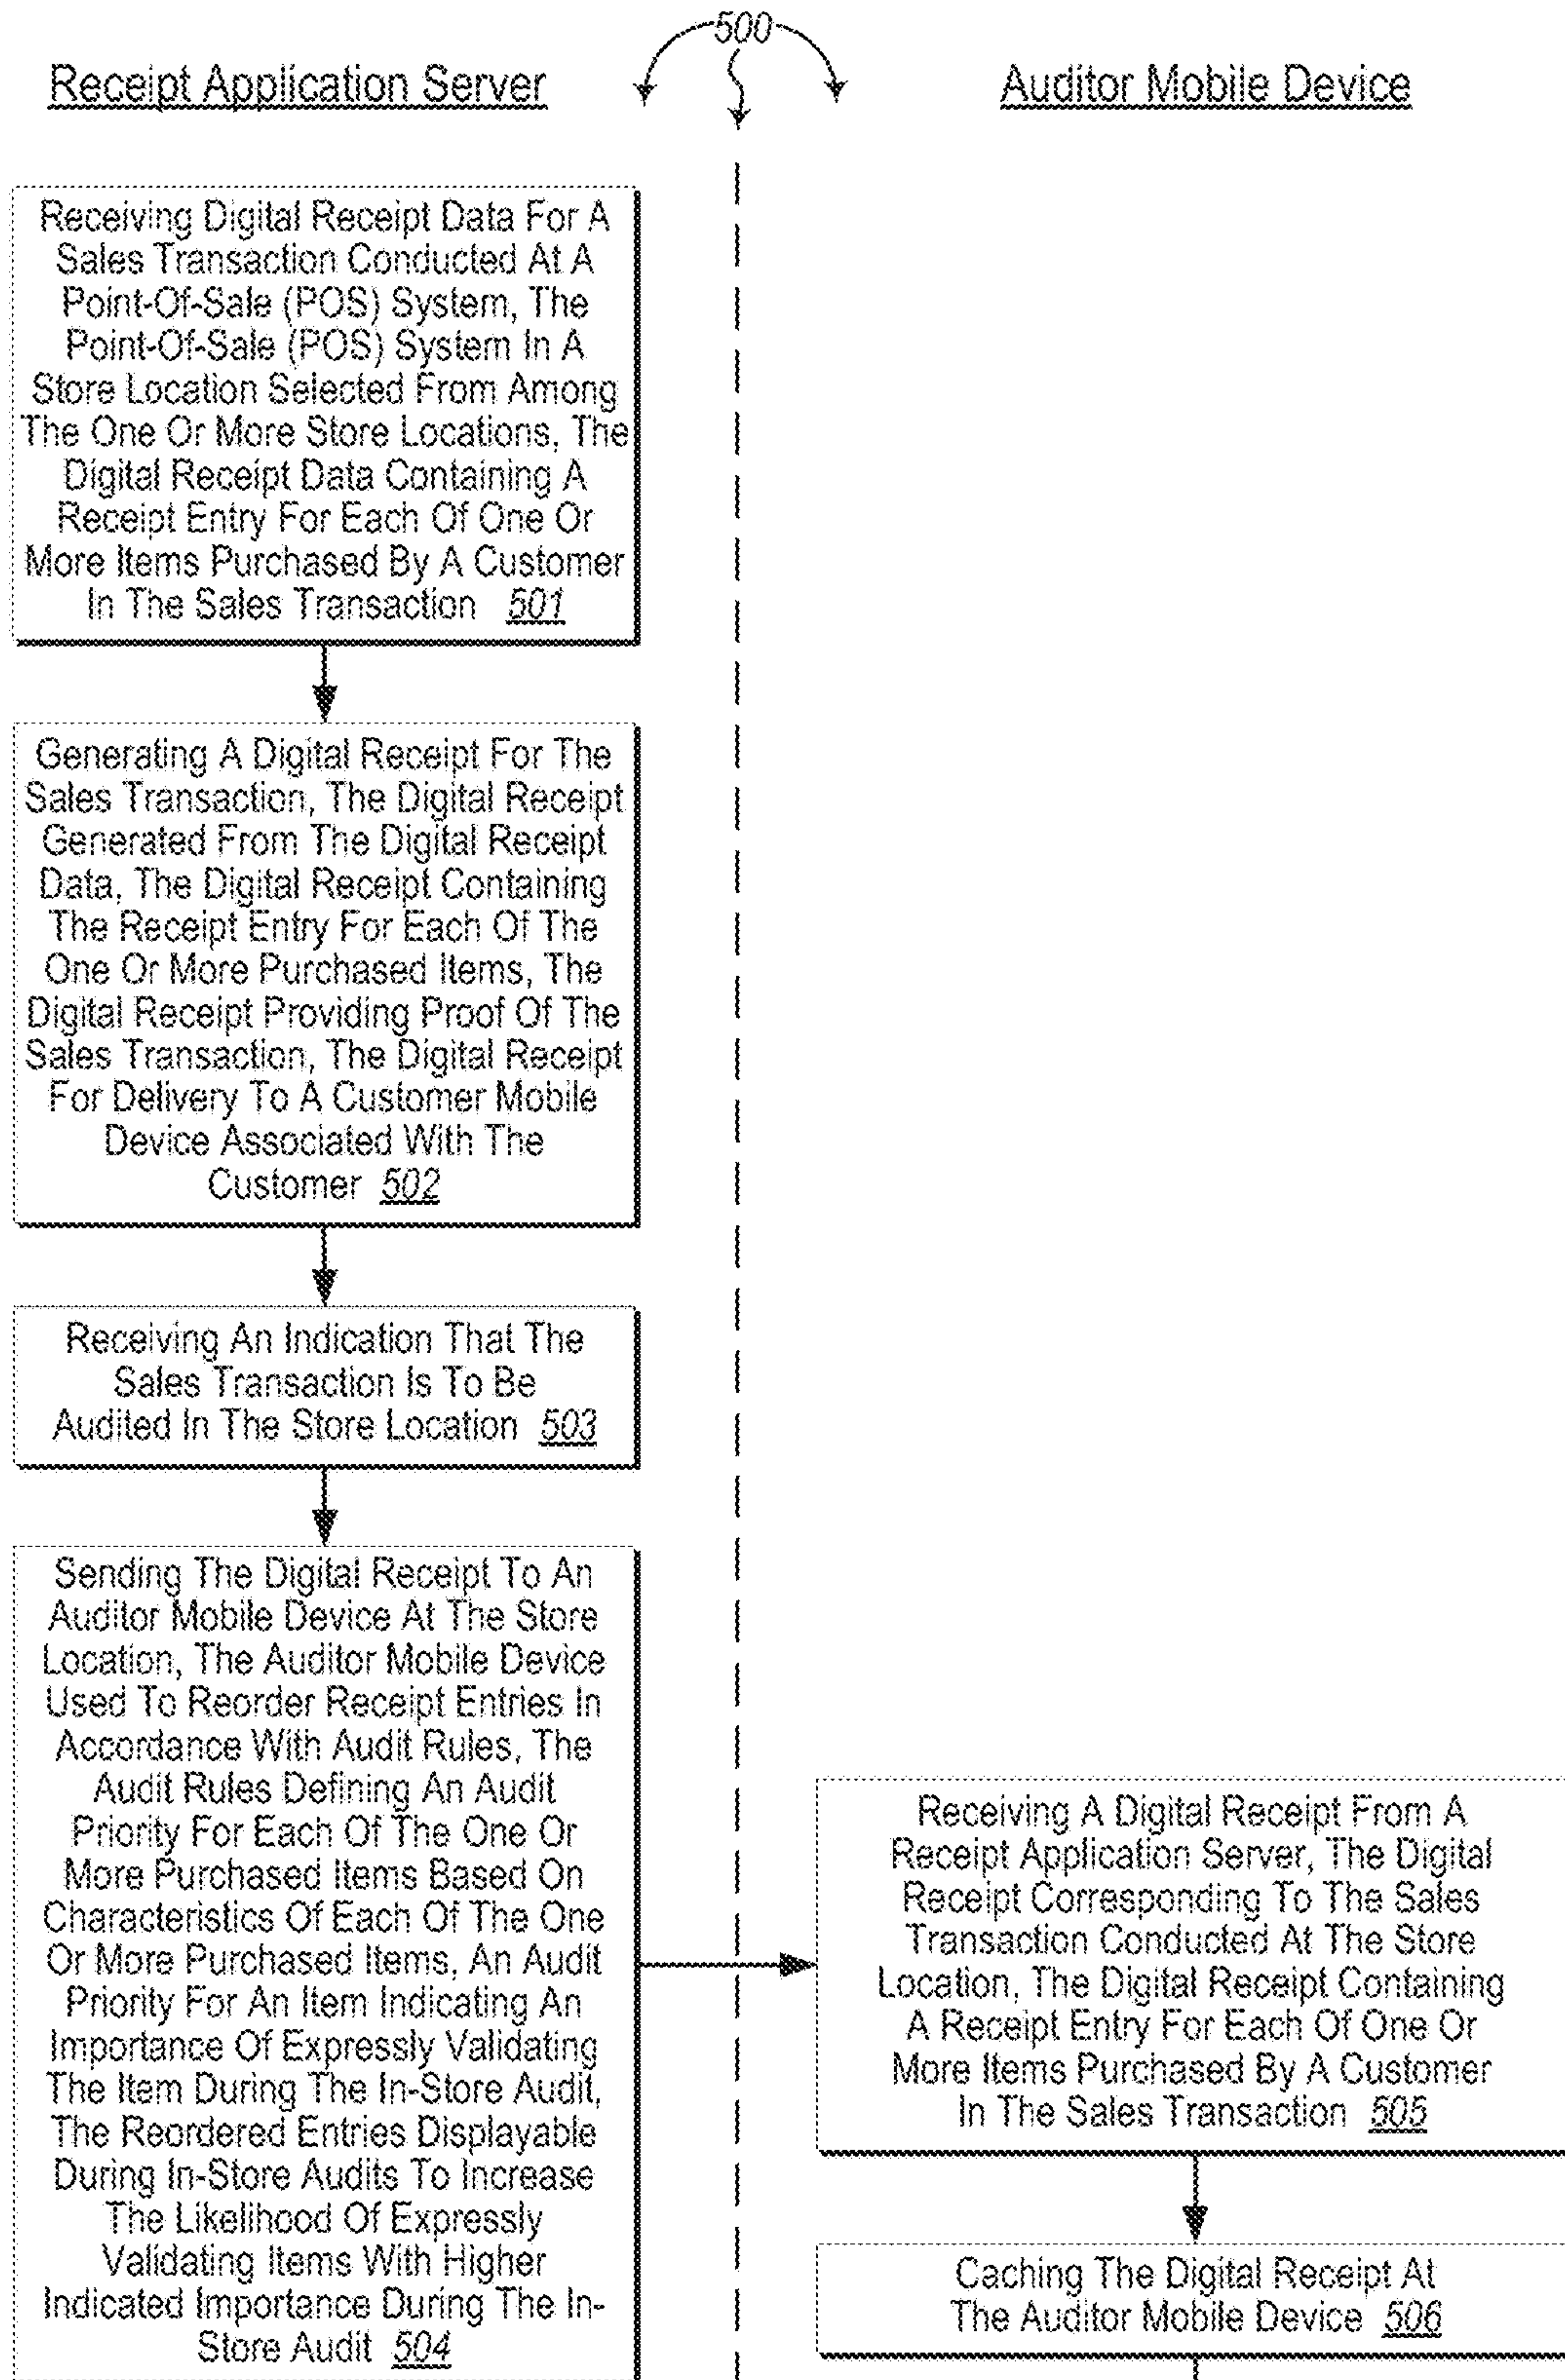 500
Receipt Application Server
Auditor Mobile Device
Receiving Digital Receipt Data For A
Sales Transaction Conducted At A
Point-Of-Sale (POS) System, The
Point-Of-Sale (POS) System In A
Store Location Selected From Among
The One Or More Store Locations, The
Digital Receipt Data Containing A
Receipt Entry For Each Of One Or
More Items Purchased By A Customer
In The Sales Transaction 501
Generating A Digital Receipt For The
Sales Transaction, The Digital Receipt
Generated From The Digital Receipt
Data, The Digital Receipt Containing
The Receipt Entry For Each Of The
One Or More Purchased Items, The
Digital Receipt Providing Proof Of The
Sales Transaction, The Digital Receipt
For Delivery To A Customer Mobile
Device Associated With The
Customer 502
Receiving An Indication That The
Sales Transaction Is To Be
Audited In The Store Location 503
Sending The Digital Receipt To An
Auditor Mobile Device At The Store
Location, The Auditor Mobile Device
Used To Reorder Receipt Entries In
Accordance With Audit Rules, The
Audit Rules Defining An Audit
Priority For Each Of The One Or
More Purchased Items Based On
Characteristics Of Each Of The One
Or More Purchased Items, An Audit
Priority For An Item Indicating An
Importance Of Expressly Validating
The Item During The In-Store Audit,
The Reordered Entries Displayable
During In-Store Audits To Increase
The Likelihood Of Expressly
Validating Items With Higher
Indicated Importance During The In-
Store Audit 504
Receiving A Digital Receipt From A
Receipt Application Server, The Digital
Receipt Corresponding To The Sales
Transaction Conducted At The Store
Location, The Digital Receipt Containing
A Receipt Entry For Each Of One Or
More Items Purchased By A Customer
In The Sales Transaction 505
Caching The Digital Receipt At
The Auditor Mobile Device 506